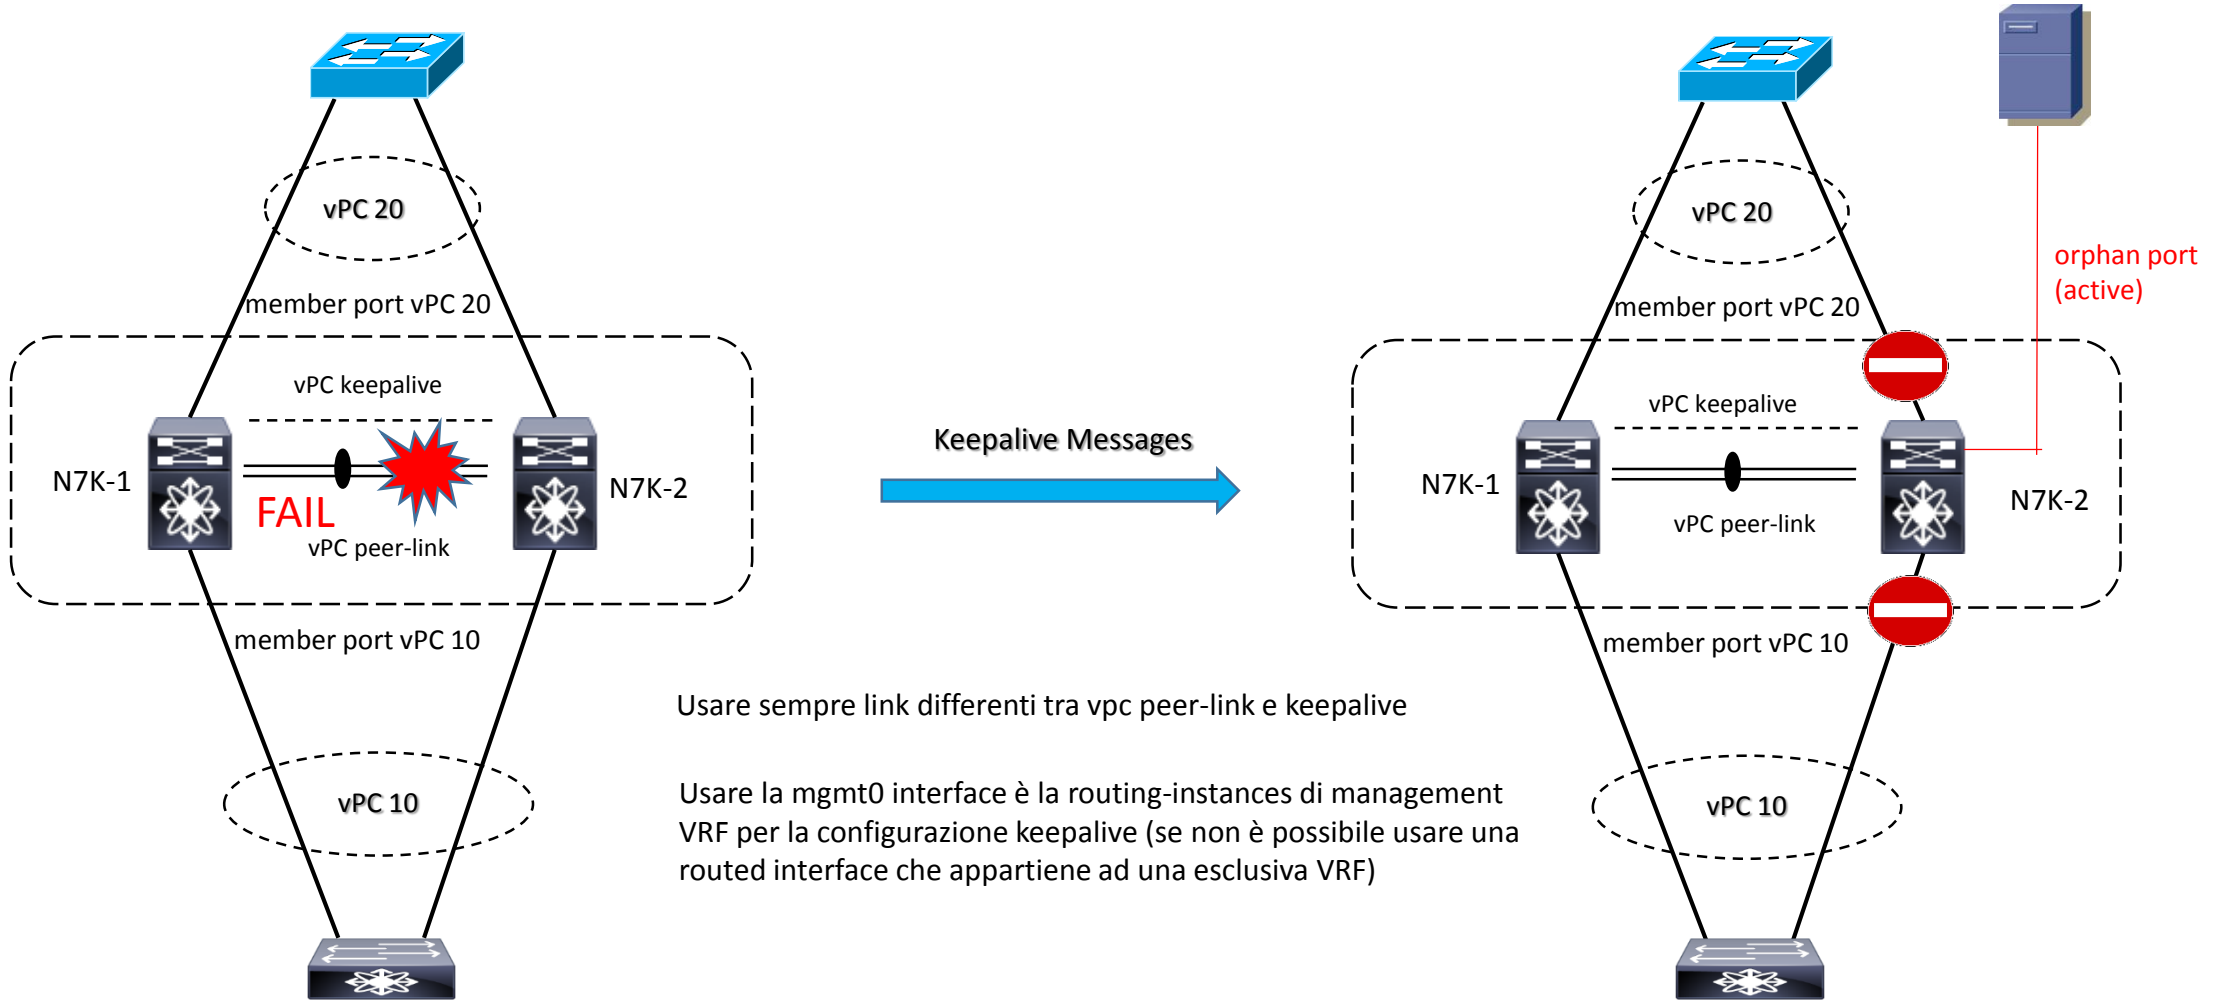 vPC 20
member port vPC 20
vPC keepalive
N7K-1
FAIL
N7K-2
vPC peer-link
member port vPC 10
vPC 10
Keepalive Messages
vPC 20
orphan port
(active)
member port vPC 20
vPC keepalive
N7K-1
N7K-2
vPC peer-link
member port vPC 10
vPC 10
Usare sempre link differenti tra vpc peer-link e keepalive
Usare la mgmt0 interface è la routing-instances di management
VRF per la configurazione keepalive (se non è possibile usare una
routed interface che appartiene ad una esclusiva VRF)